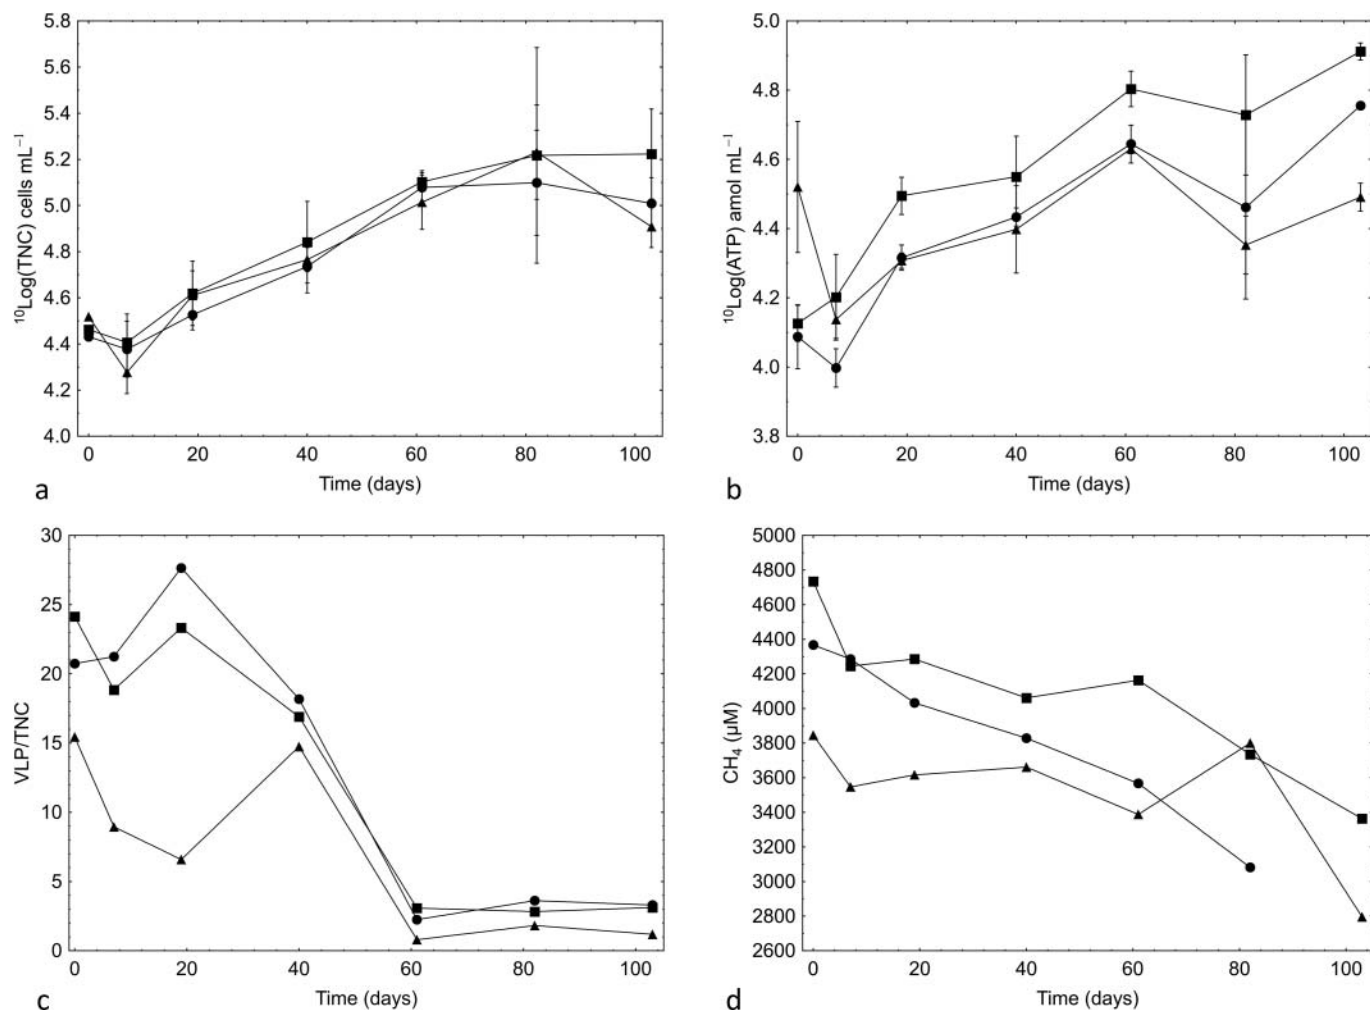 a
5.8
5.6
5.4
5.2
5.0
4.8
4.6
4.4
4.2
4.0
¹⁰Log(TNC) cells mL⁻¹
0 20 40 60 80 100
Time (days)
b
5.0
4.8
4.6
4.4
4.2
4.0
3.8
¹⁰Log(ATP) amol mL⁻¹
0 20 40 60 80 100
Time (days)
c
30
25
20
15
10
5
0
VLP/TNC
0 20 40 60 80 100
Time (days)
d
5000
4800
4600
4400
4200
4000
3800
3600
3400
3200
3000
2800
2600
CH₄ (µM)
0 20 40 60 80 100
Time (days)